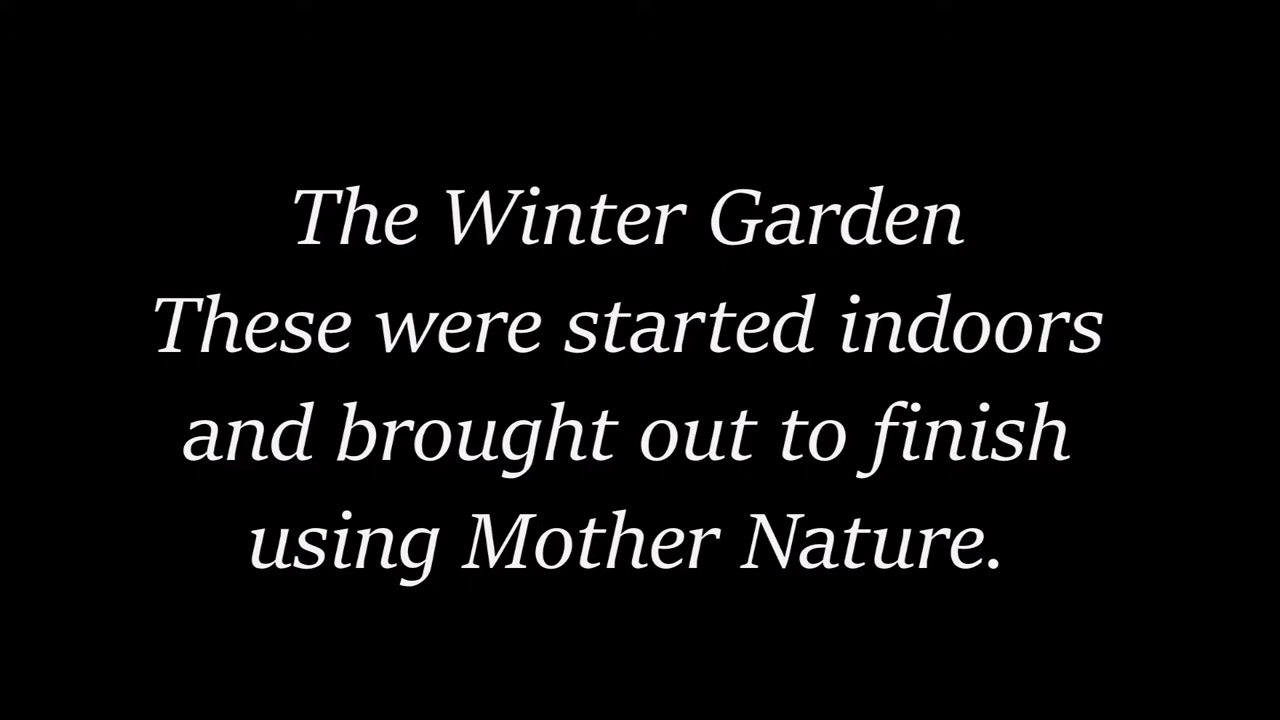 The Winter Garden
These were started indoors
and brought out to finish
using Mother Nature.